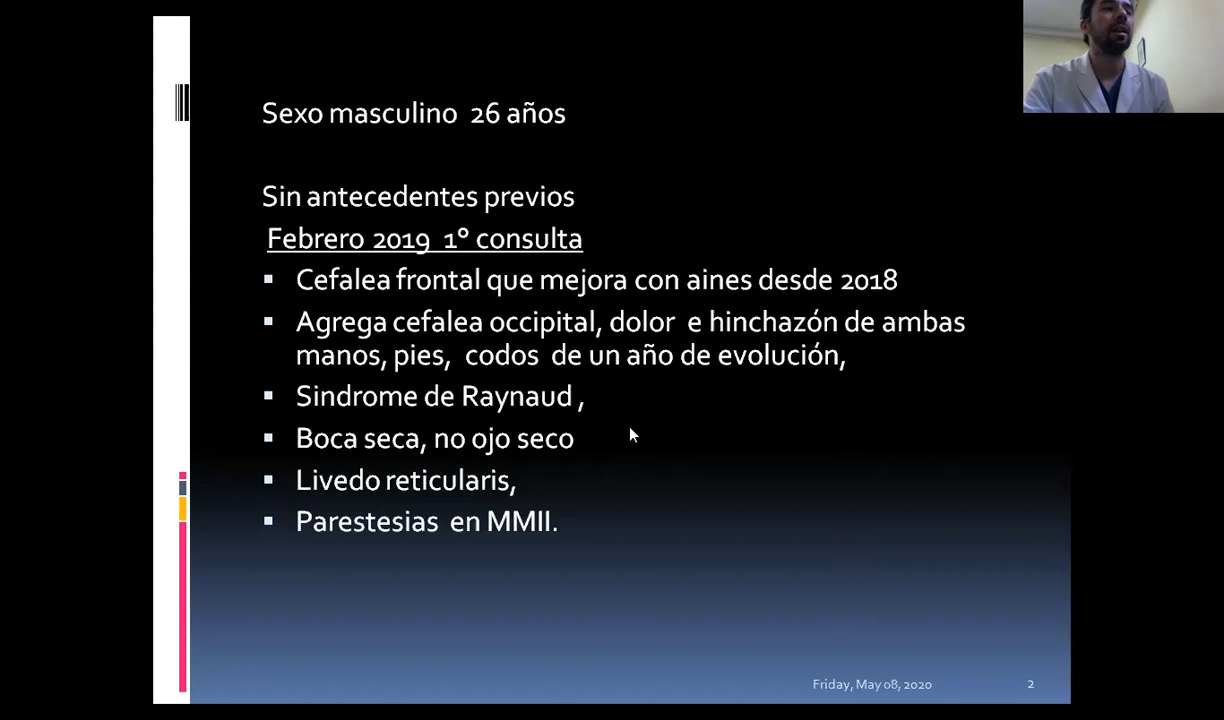 Sexo masculino 26 años
Sin antecedentes previos
Febrero 2019 1º consulta
▪ Cefalea frontal que mejora con aines desde 2018
▪ Agrega cefalea occipital, dolor e hinchazón de ambas
manos, pies, codos de un año de evolución,
▪ Sindrome de Raynaud ,
▪ Boca seca, no ojo seco
▪ Livedo reticularis,
▪ Parestesias en MMII.
Friday, May 08, 2020 2